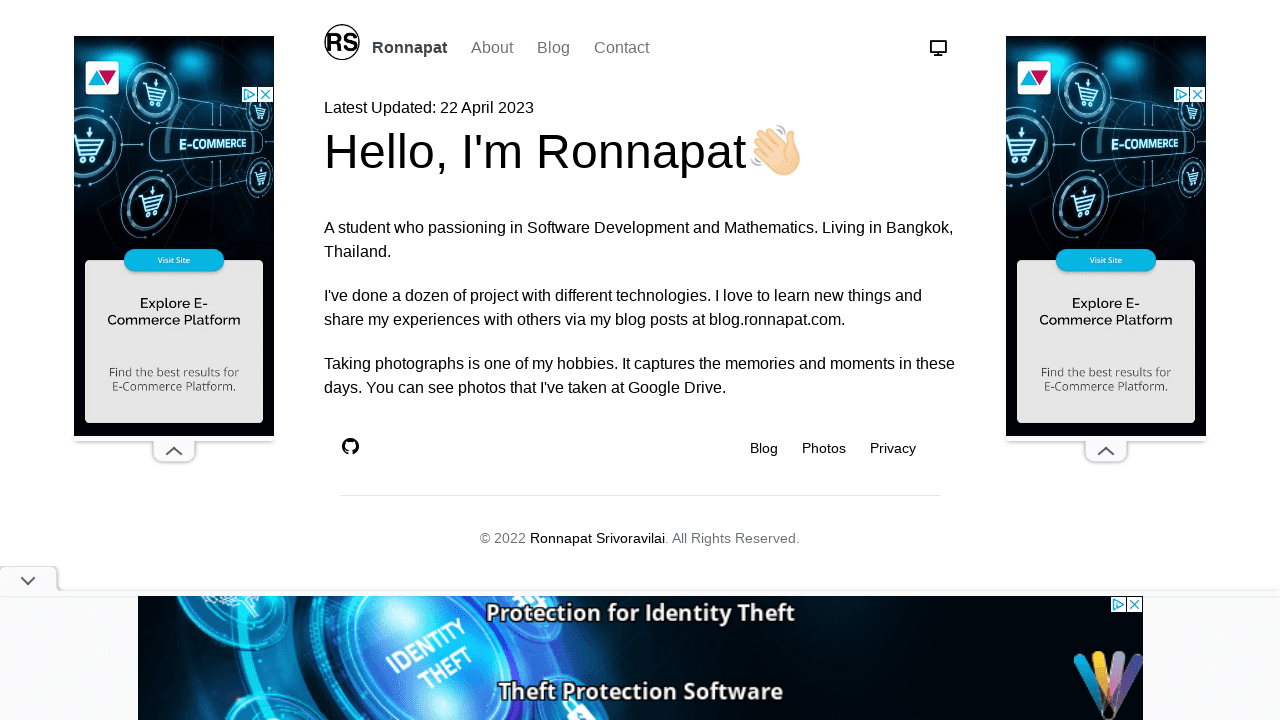 RS Ronnapat About Blog Contact
Latest Updated: 22 April 2023
Hello, I'm Ronnapat
A student who passioning in Software Development and Mathematics. Living in Bangkok,
Thailand.
I've done a dozen of project with different technologies. I love to learn new things and
share my experiences with others via my blog posts at blog.ronnapat.com.
Taking photographs is one of my hobbies. It captures the memories and moments in these
days. You can see photos that I've taken at Google Drive.
Blog Photos Privacy
© 2022 Ronnapat Srivoravilai. All Rights Reserved.
E-COMMERCE
Visit Site
Explore E-
Commerce Platform
Find the best results for
E-Commerce Platform.
E-COMMERCE
Visit Site
Explore E-
Commerce Platform
Find the best results for
E-Commerce Platform.
Protection for Identity Theft
IDENTITY
THEFT
Theft Protection Software